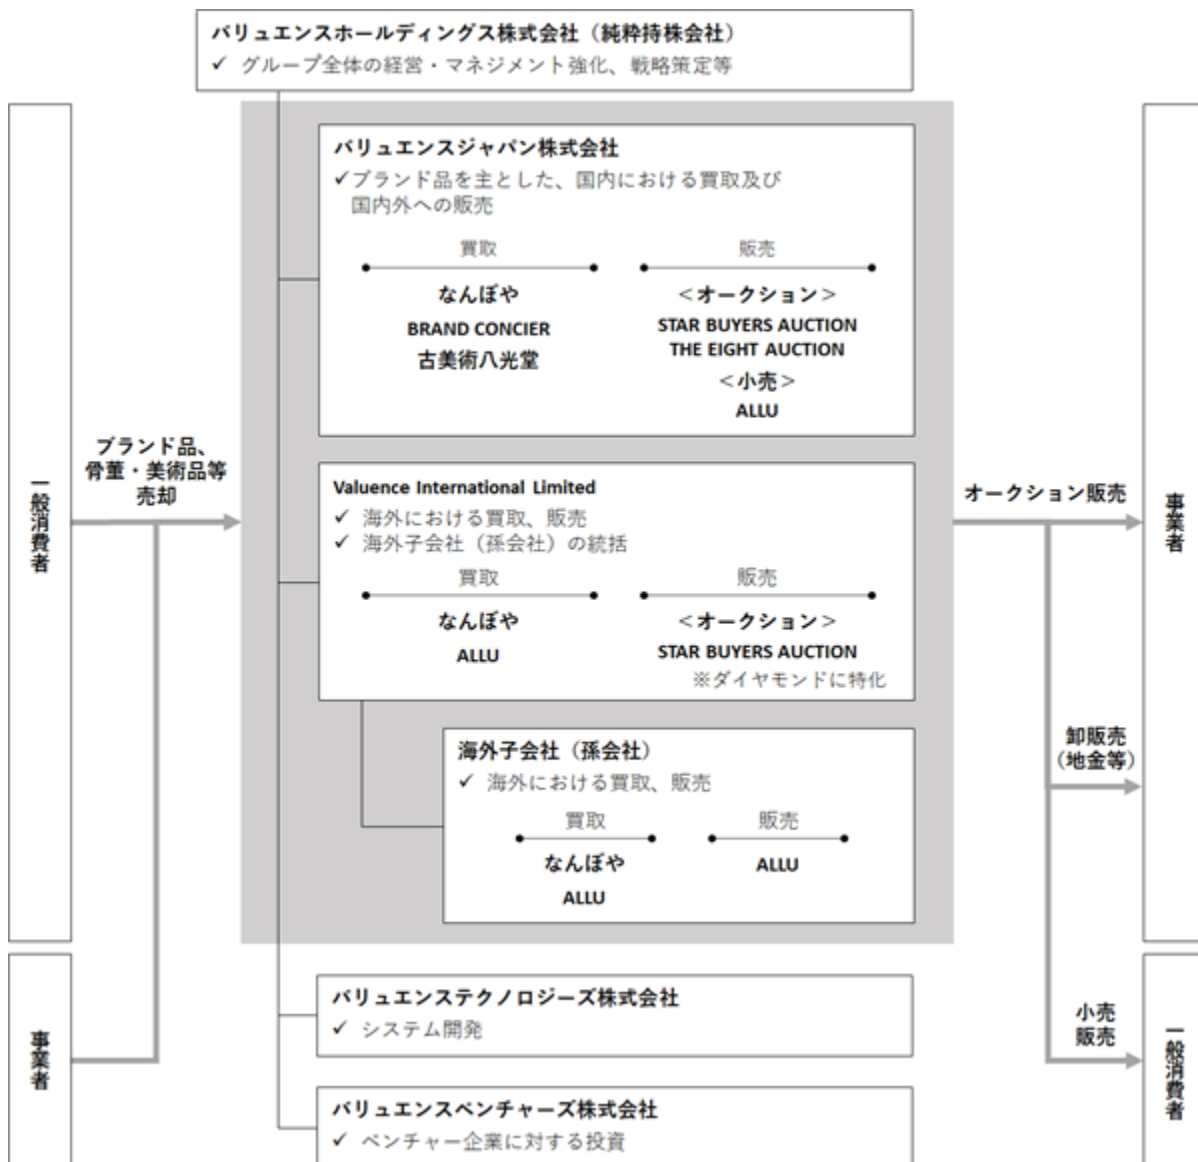 バリュエンスホールディングス株式会社（純粋持株会社）
✓ グループ全体の経営・マネジメント強化、戦略策定等
バリュエンスジャパン株式会社
✓ブランド品を主とした、国内における買取及び
国内外への販売
買取
なんぼや
BRAND CONCIER
古美術八光堂
販売
＜オークション＞
STAR BUYERS AUCTION
THE EIGHT AUCTION
＜小売＞
ALLU
一般消費者
ブランド品、
骨董・美術品等
売却
事業者
Valuence International Limited
✓ 海外における買取、販売
✓ 海外子会社（孫会社）の統括
買取
なんぼや
ALLU
販売
＜オークション＞
STAR BUYERS AUCTION
※ダイヤモンドに特化
海外子会社（孫会社）
✓ 海外における買取、販売
買取
なんぼや
ALLU
販売
ALLU
オークション販売
事業者
卸販売
（地金等）
小売
販売
一般消費者
バリュエンステクノロジーズ株式会社
✓ システム開発
バリュエンスベンチャーズ株式会社
✓ ベンチャー企業に対する投資